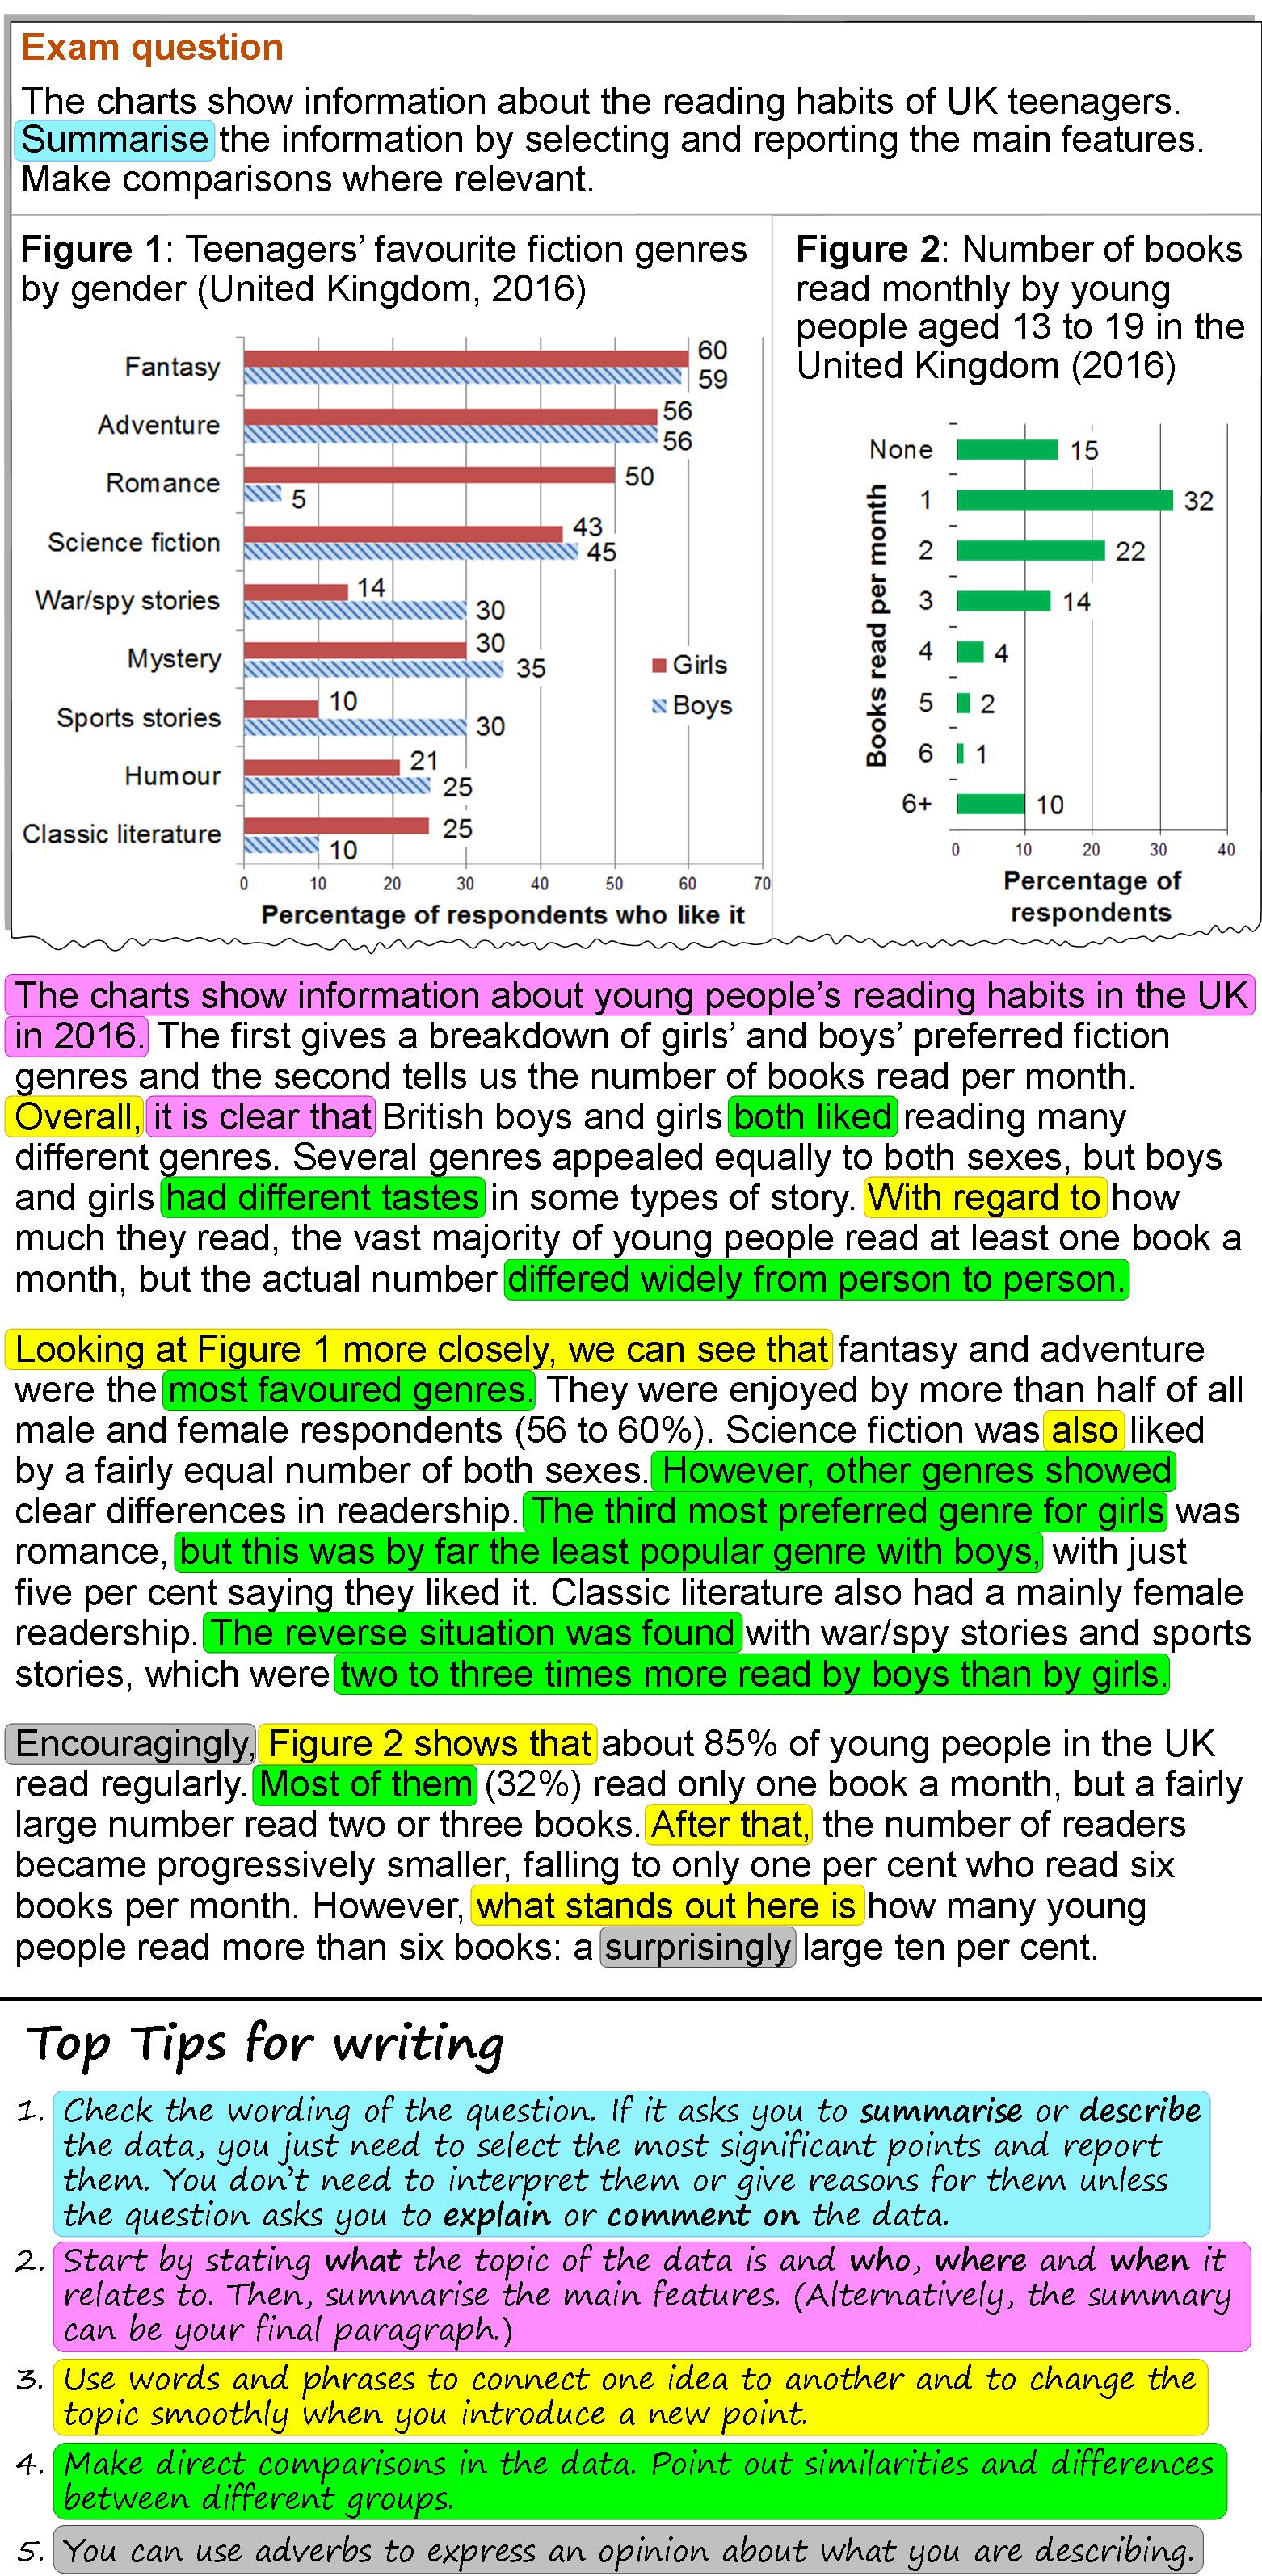 Exam question
The charts show information about the reading habits of UK teenagers.
Summarise the information by selecting and reporting the main features.
Make comparisons where relevant.
Figure 1: Teenagers’ favourite fiction genres
by gender (United Kingdom, 2016)
Fantasy
60
59
Adventure
56
56
Romance
50
5
Science fiction
43
45
War/spy stories
14
30
Mystery
30
35
Sports stories
10
30
Humour
21
25
Classic literature
25
10
Girls
Boys
0 10 20 30 40 50 60 70
Percentage of respondents who like it
Figure 2: Number of books
read monthly by young
people aged 13 to 19 in the
United Kingdom (2016)
Books read per month
None 15
1 32
2 22
3 14
4 4
5 2
6 1
6+ 10
0 10 20 30 40
Percentage of
respondents
The charts show information about young people’s reading habits in the UK
in 2016. The first gives a breakdown of girls’ and boys’ preferred fiction
genres and the second tells us the number of books read per month.
Overall, it is clear that British boys and girls both liked reading many
different genres. Several genres appealed equally to both sexes, but boys
and girls had different tastes in some types of story. With regard to how
much they read, the vast majority of young people read at least one book a
month, but the actual number differed widely from person to person.
Looking at Figure 1 more closely, we can see that fantasy and adventure
were the most favoured genres. They were enjoyed by more than half of all
male and female respondents (56 to 60%). Science fiction was also liked
by a fairly equal number of both sexes. However, other genres showed
clear differences in readership. The third most preferred genre for girls was
romance, but this was by far the least popular genre with boys, with just
five per cent saying they liked it. Classic literature also had a mainly female
readership. The reverse situation was found with war/spy stories and sports
stories, which were two to three times more read by boys than by girls.
Encouragingly, Figure 2 shows that about 85% of young people in the UK
read regularly. Most of them (32%) read only one book a month, but a fairly
large number read two or three books. After that, the number of readers
became progressively smaller, falling to only one per cent who read six
books per month. However, what stands out here is how many young
people read more than six books: a surprisingly large ten per cent.
Top Tips for writing
1. Check the wording of the question. If it asks you to summarise or describe
the data, you just need to select the most significant points and report
them. You don’t need to interpret them or give reasons for them unless
the question asks you to explain or comment on the data.
2. Start by stating what the topic of the data is and who, where and when it
relates to. Then, summarise the main features. (Alternatively, the summary
can be your final paragraph.)
3. Use words and phrases to connect one idea to another and to change the
topic smoothly when you introduce a new point.
4. Make direct comparisons in the data. Point out similarities and differences
between different groups.
5. You can use adverbs to express an opinion about what you are describing.